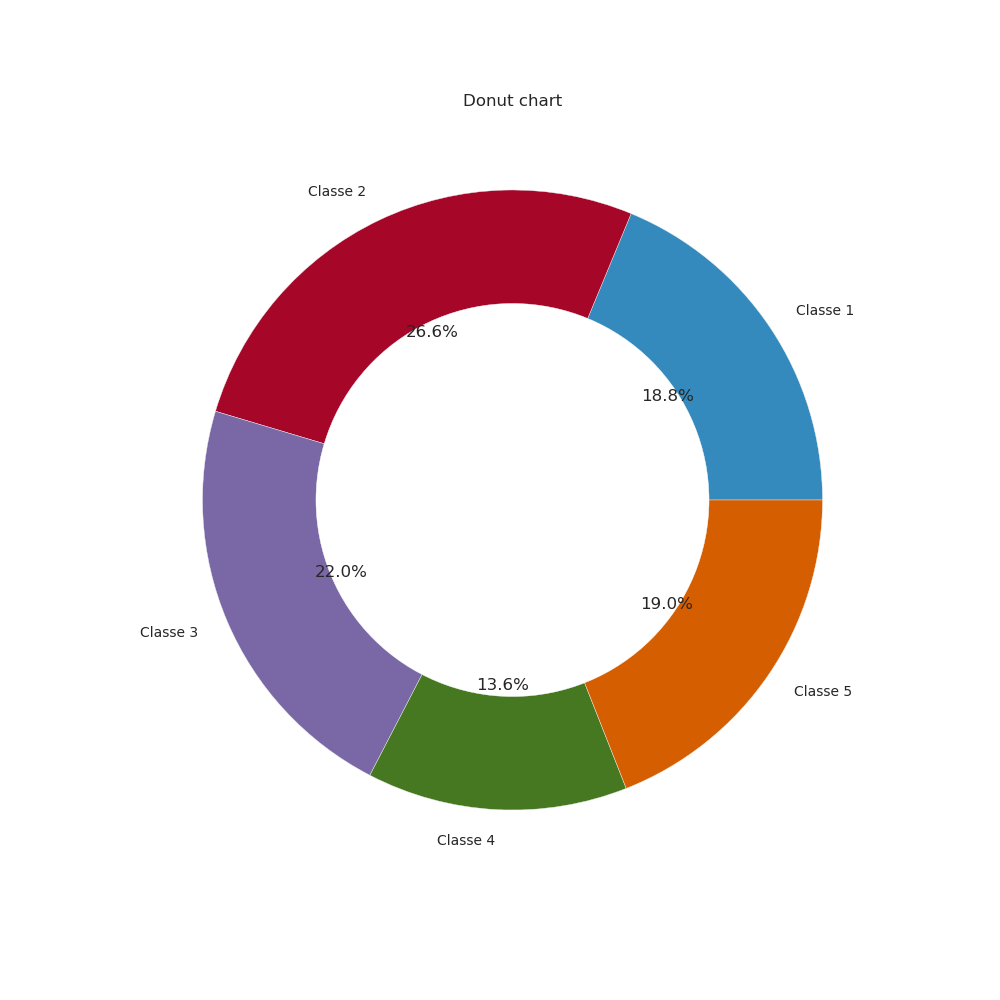 Donut chart
Classe 2
Classe 1
26.6%
18.8%
22.0%
19.0%
Classe 3
13.6%
Classe 5
Classe 4